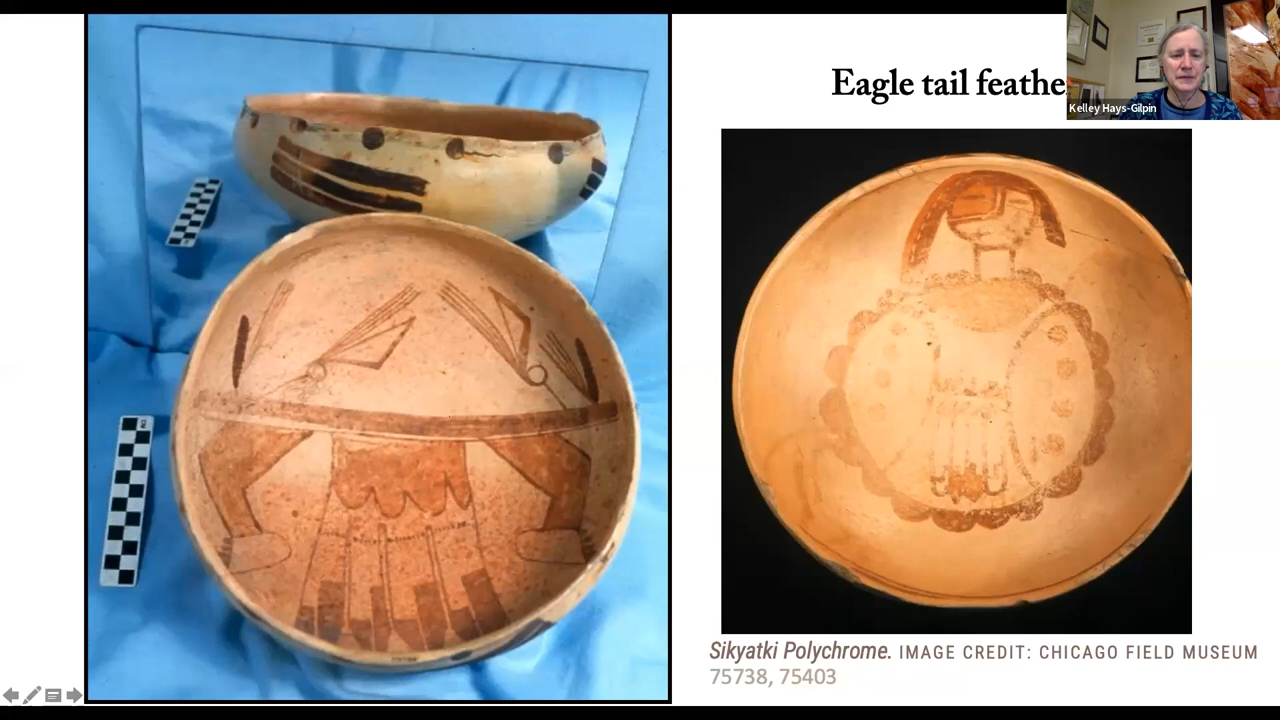 Eagle tail feathe
Kelley Hays-Gilpin
Sikyatki Polychrome. IMAGE CREDIT: CHICAGO FIELD MUSEUM
75738, 75403